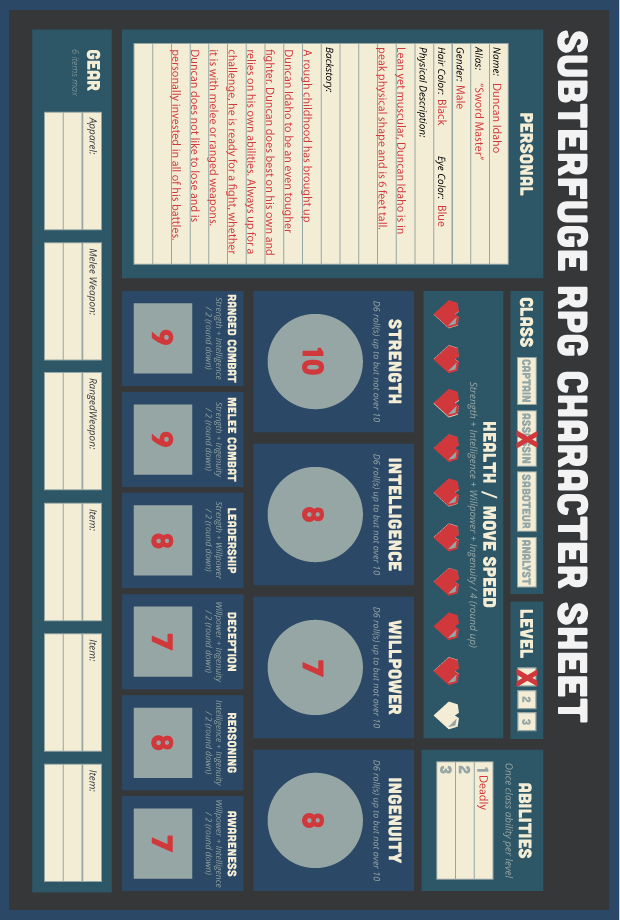 SUBTERFUGE RPG CHARACTER SHEET
PERSONAL
Name: Duncan Idaho
Alias: "Sword Master"
Gender: Male
Hair Color: Black Eye Color: Blue
Physical Description:
Lean yet muscular, Duncan Idaho is in
peak physical shape and is 6 feet tall.
Backstory:
A rough childhood has brought up
Duncan Idaho to be an even tougher
fighter. Duncan does best on his own and
relies on his own abilities. Always up for a
challenge, he is ready for a fight, whether
it is with melee or ranged weapons.
Duncan does not like to lose and is
personally invested in all of his battles.
CLASS
CAPTAIN
ASSASSIN
X
SABOTEUR
ANALYST
LEVEL
X
2
3
HEALTH / MOVE SPEED
Strength + Intelligence + Willpower + Ingenuity / 4 (round up)
ABILITIES
Once class ability per level
1 Deadly
2
3
STRENGTH
D6 roll(s) up to but not over 10
10
INTELLIGENCE
D6 roll(s) up to but not over 10
8
WILLPOWER
D6 roll(s) up to but not over 10
7
INGENUITY
D6 roll(s) up to but not over 10
8
RANGED COMBAT
Strength + Intelligence
/ 2 (round down)
9
MELEE COMBAT
Strength + Ingenuity
/ 2 (round down)
9
LEADERSHIP
Strength + Willpower
/ 2 (round down)
8
DECEPTION
Willpower + Ingenuity
/ 2 (round down)
7
REASONING
Intelligence + Ingenuity
/ 2 (round down)
8
AWARENESS
Willpower + Intelligence
/ 2 (round down)
7
GEAR
6 items max
Apparel:
Melee Weapon:
RangedWeapon:
Item:
Item:
Item: